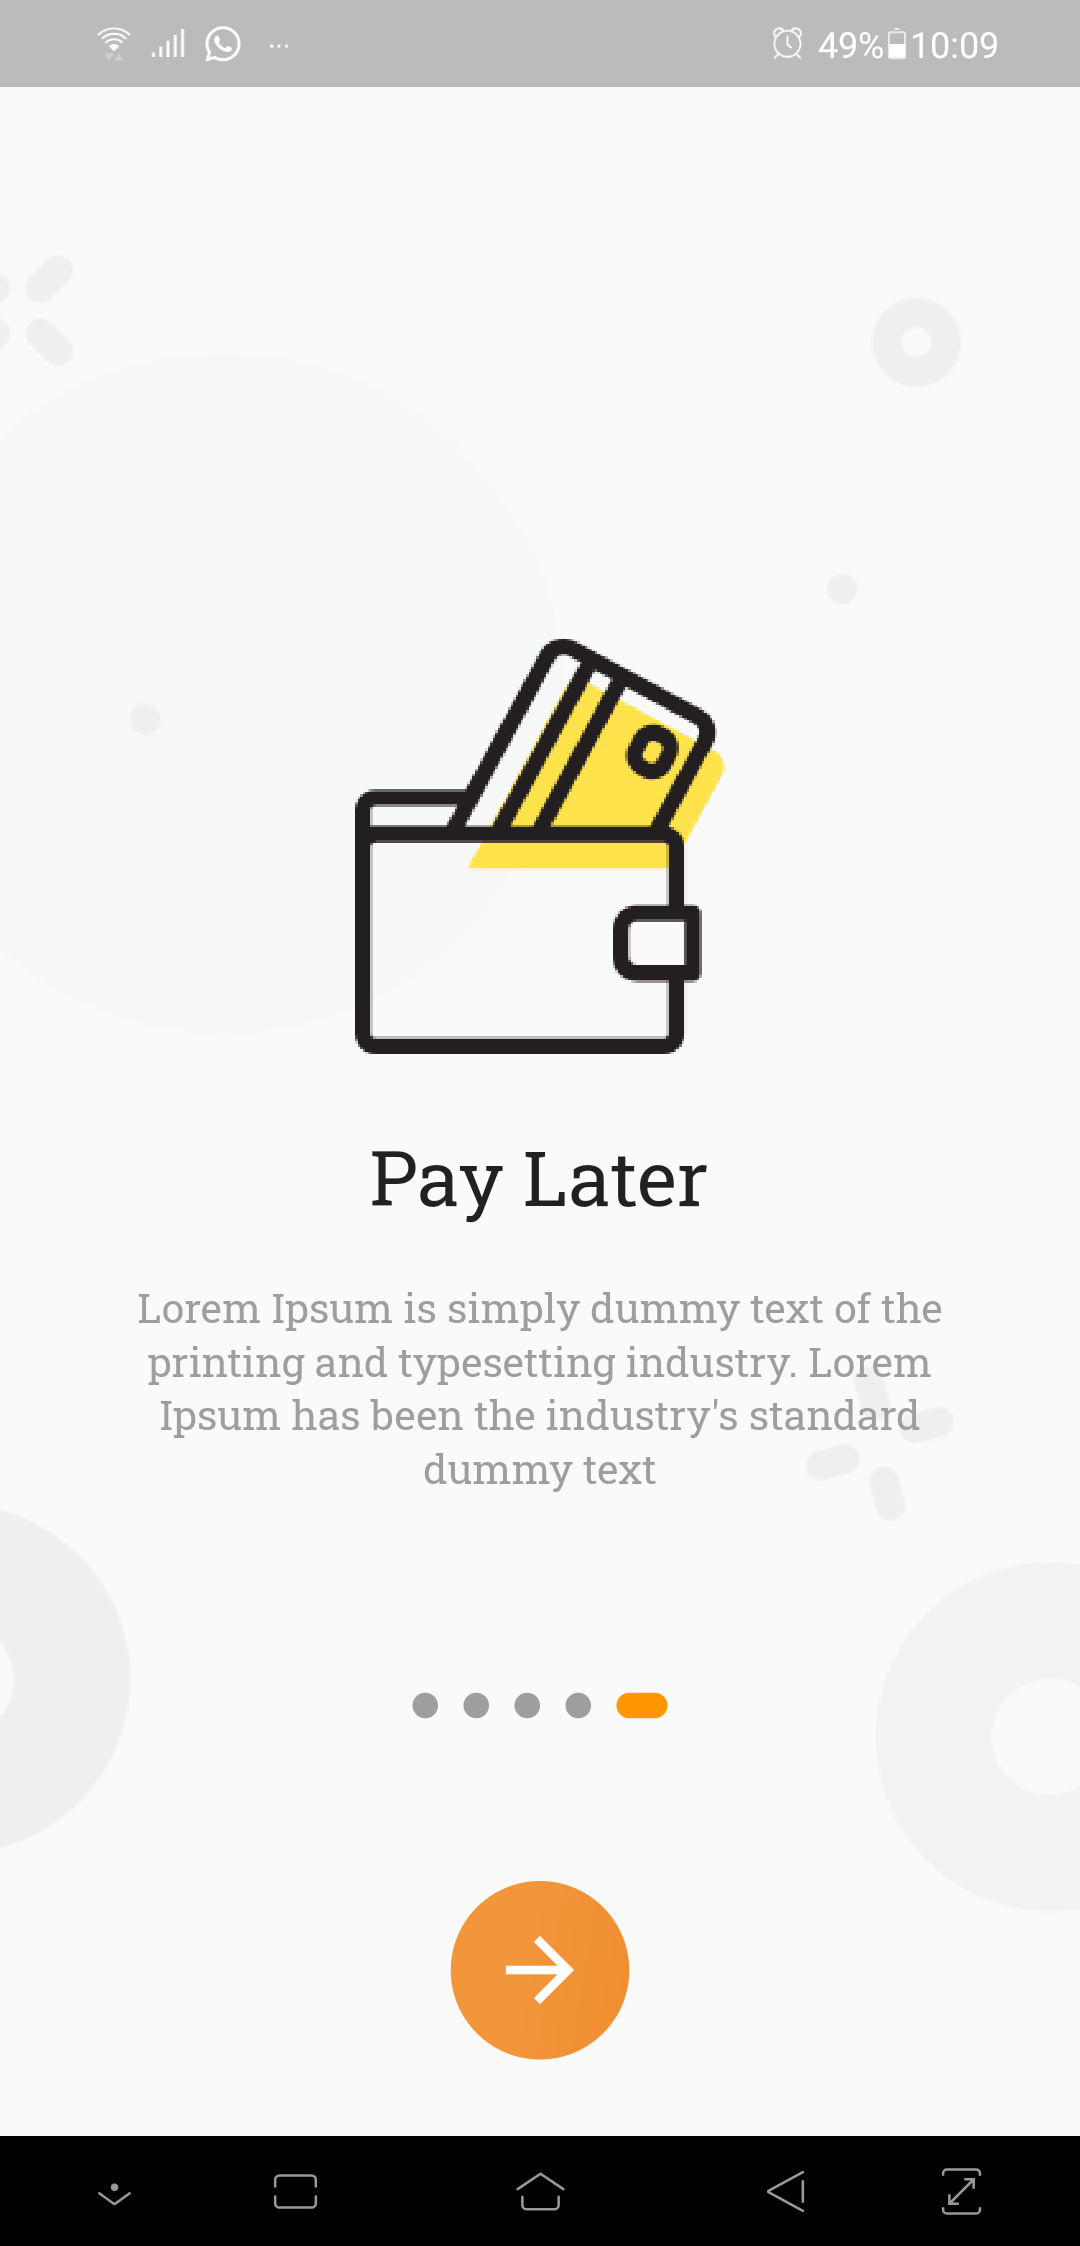 49% 10:09
Pay Later
Lorem Ipsum is simply dummy text of the
printing and typesetting industry. Lorem
Ipsum has been the industry's standard
dummy text